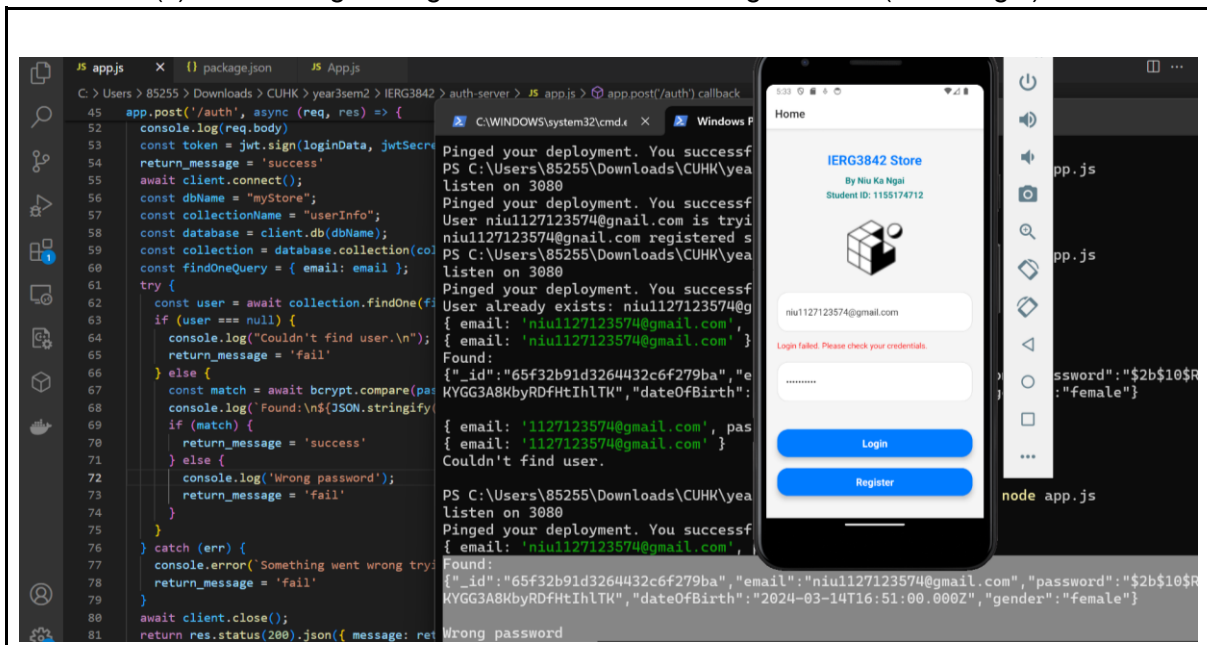 app.js
package.json
App.js
C: > Users > 85255 > Downloads > CUHK > year3sem2 > IERG3842 > auth-server > JS app.js > app.post('/auth') callback
45 app.post('/auth', async (req, res) => {
52 console.log(req.body)
53 const token = jwt.sign(loginData, jwtSecre
54 return_message = 'success'
55 await client.connect();
56 const dbName = "myStore";
57 const collectionName = "userInfo";
58 const database = client.db(dbName);
59 const collection = database.collection(col
60 const findOneQuery = { email: email };
61 try {
62 const user = await collection.findOne(fi
63 if (user === null) {
64 console.log("Couldn't find user.\n");
65 return_message = 'fail'
66 } else {
67 const match = await bcrypt.compare(pas
68 console.log(`Found:\n${JSON.stringify(
69 if (match) {
70 return_message = 'success'
71 } else {
72 console.log('Wrong password');
73 return_message = 'fail'
74 }
75 }
76 } catch (err) {
77 console.error(`Something went wrong tryi
78 return_message = 'fail'
79 }
80 await client.close();
81 return res.status(200).json({ message: ret
C:\WINDOWS\system32\cmd.e
Windows P
Pinged your deployment. You successf
PS C:\Users\85255\Downloads\CUHK\yea
pp.js
listen on 3080
Pinged your deployment. You successf
User niu1127123574@gnail.com is tryi
niu1127123574@gnail.com registered s
PS C:\Users\85255\Downloads\CUHK\yea
pp.js
listen on 3080
Pinged your deployment. You successf
User already exists: niu1127123574@g
{ email: 'niu1127123574@gmail.com',
{ email: 'niu1127123574@gmail.com' }
Found:
{"_id":"65f32b91d3264432c6f279ba","e
ssword":"$2b$10$R
KYGG3A8KbyRDfHtIhlTK","dateOfBirth":
:"female"}
{ email: '1127123574@gmail.com', pas
{ email: '1127123574@gmail.com' }
Couldn't find user.
PS C:\Users\85255\Downloads\CUHK\yea
node app.js
listen on 3080
Pinged your deployment. You successf
{ email: 'niu1127123574@gmail.com',
Found:
{"_id":"65f32b91d3264432c6f279ba","email":"niu1127123574@gmail.com","password":"$2b$10$R
KYGG3A8KbyRDfHtIhlTK","dateOfBirth":"2024-03-14T16:51:00.000Z","gender":"female"}
Wrong password
5:33
Home
IERG3842 Store
By Niu Ka Ngai
Student ID: 1155174712
niu1127123574@gmail.com
Login failed. Please check your credentials.
Login
Register